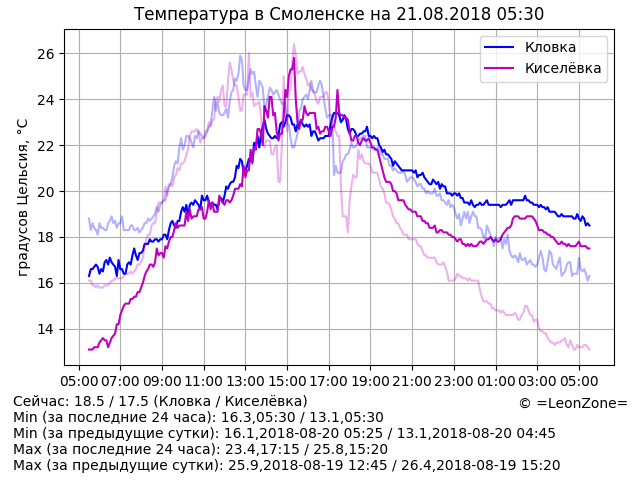 Температура в Смоленске на 21.08.2018 05:30
Кловка
Киселёвка
градусов Цельсия, °C
26
24
22
20
18
16
14
05:00 07:00 09:00 11:00 13:00 15:00 17:00 19:00 21:00 23:00 01:00 03:00 05:00
Сейчас: 18.5 / 17.5 (Кловка / Киселёвка)
© =LeonZone=
Min (за последние 24 часа): 16.3,05:30 / 13.1,05:30
Min (за предыдущие сутки): 16.1,2018-08-20 05:25 / 13.1,2018-08-20 04:45
Max (за последние 24 часа): 23.4,17:15 / 25.8,15:20
Max (за предыдущие сутки): 25.9,2018-08-19 12:45 / 26.4,2018-08-19 15:20